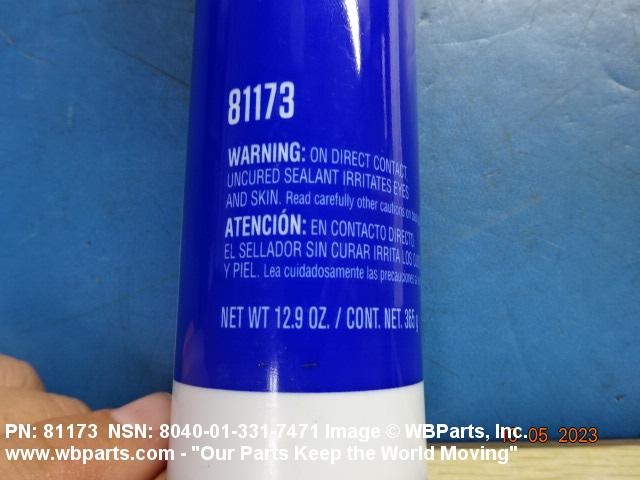 81173
WARNING: ON DIRECT CONTACT,
UNCURED SEALANT IRRITATES EYES
AND SKIN. Read carefully other cautions on
ATENCIÓN: EN CONTACTO DIRECTO,
EL SELLADOR SIN CURAR IRRITA LOS
Y PIEL. Lea cuidadosamente las precauciones
NET WT 12.9 OZ. / CONT. NET. 365 g
PN: 81173 NSN: 8040-01-331-7471 Image © WBParts, Inc.
05 2023
www.wbparts.com - "Our Parts Keep the World Moving"